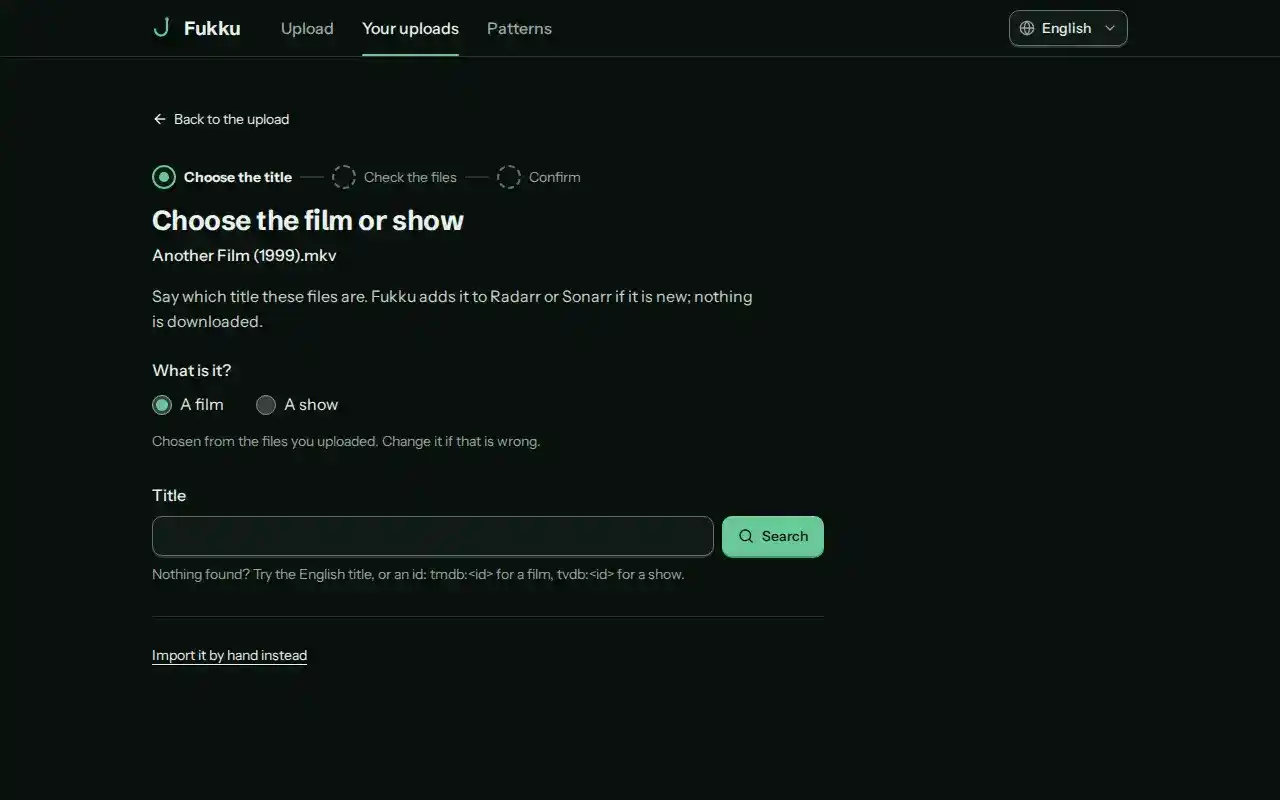 Fukku
Upload
Your uploads
Patterns
English
Back to the upload
Choose the title
Check the files
Confirm
Choose the film or show
Another Film (1999).mkv
Say which title these files are. Fukku adds it to Radarr or Sonarr if it is new; nothing
is downloaded.
What is it?
A film
A show
Chosen from the files you uploaded. Change it if that is wrong.
Title
Search
Nothing found? Try the English title, or an id: tmdb:<id> for a film, tvdb:<id> for a show.
Import it by hand instead